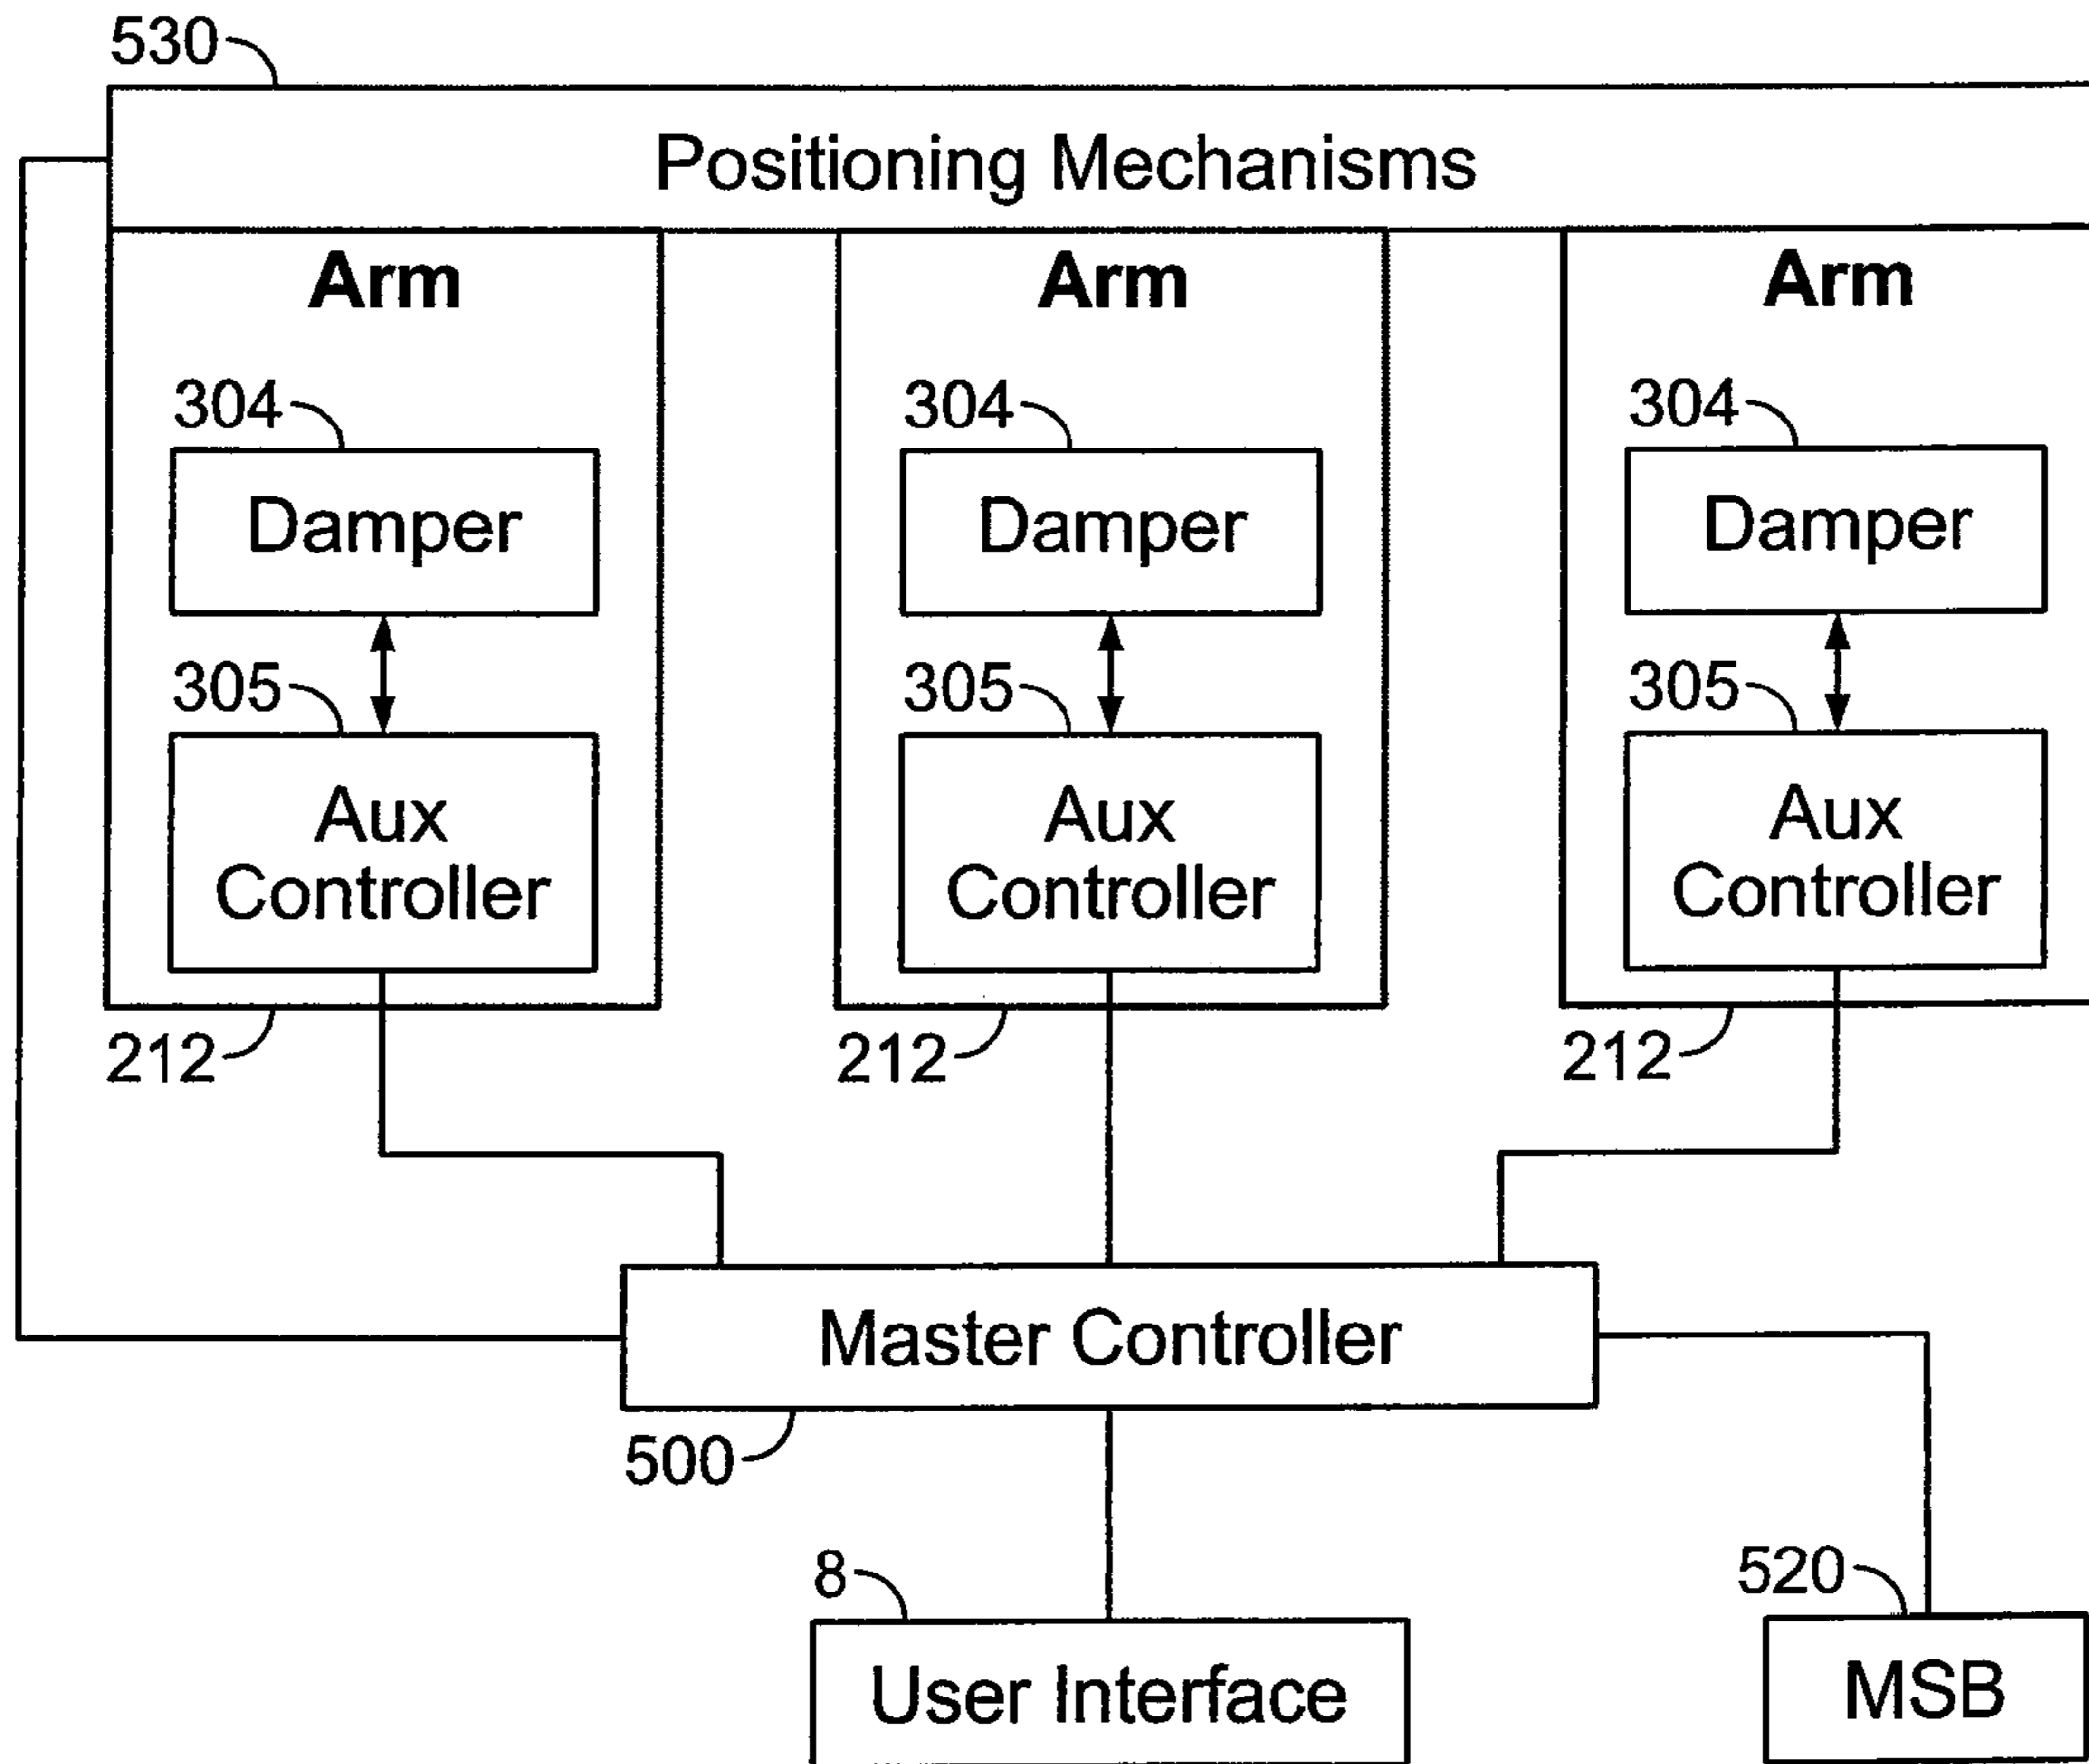 530
Positioning Mechanisms
Arm
Arm
Arm
304
304
304
Damper
Damper
Damper
305
305
305
Aux
Controller
Aux
Controller
Aux
Controller
212
212
212
Master Controller
500
8
520
User Interface
MSB